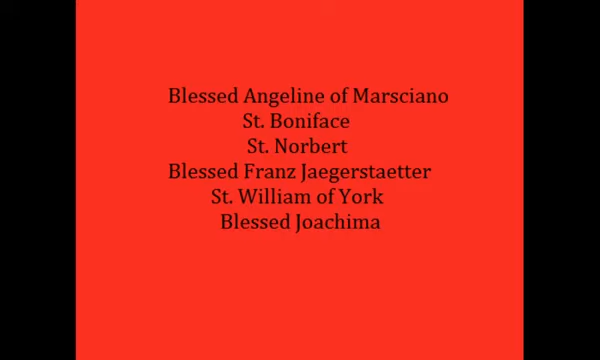 Blessed Angeline of Marsciano
St. Boniface
St. Norbert
Blessed Franz Jaegerstaetter
St. William of York
Blessed Joachima